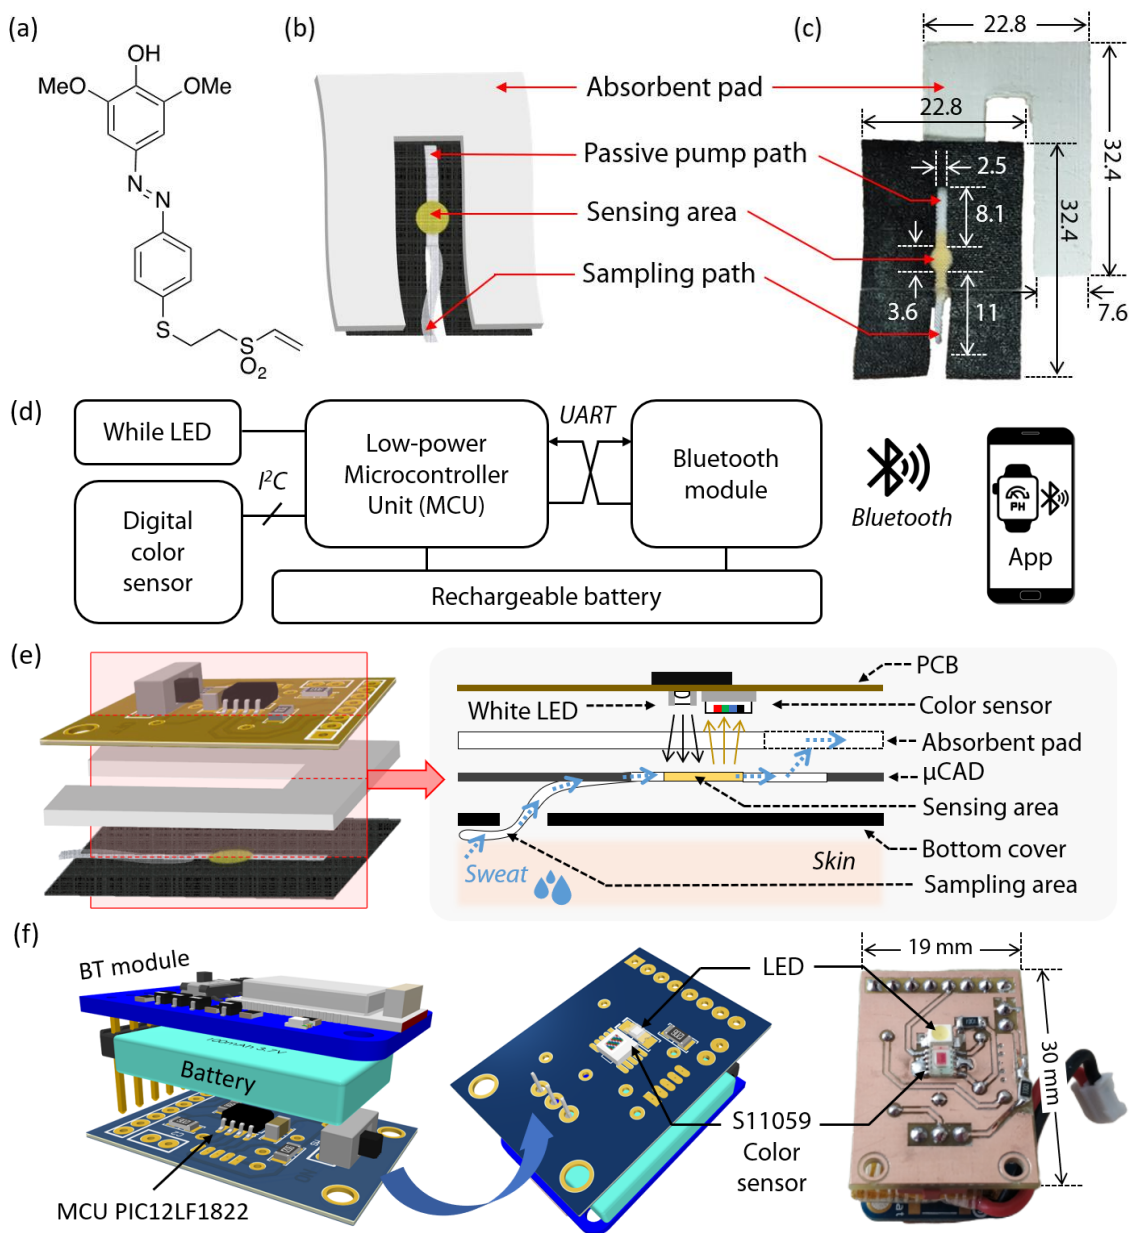 (a)
OH
MeO
OMe
N
N
S
S
O2
(b)
Absorbent pad
Passive pump path
Sensing area
Sampling path
(c)
22.8
22.8
2.5
8.1
32.4
32.4
3.6
11
7.6
(d)
While LED
I2C
Digital
color
sensor
Low-power
Microcontroller
Unit (MCU)
UART
Bluetooth
module
Rechargeable battery
Bluetooth
PH
App
(e)
PCB
White LED
Color sensor
Absorbent pad
µCAD
Sensing area
Bottom cover
Sampling area
Skin
Sweat
(f)
BT module
100mAh 3.7V
Battery
MCU PIC12LF1822
LED
S11059
Color
sensor
19 mm
30 mm